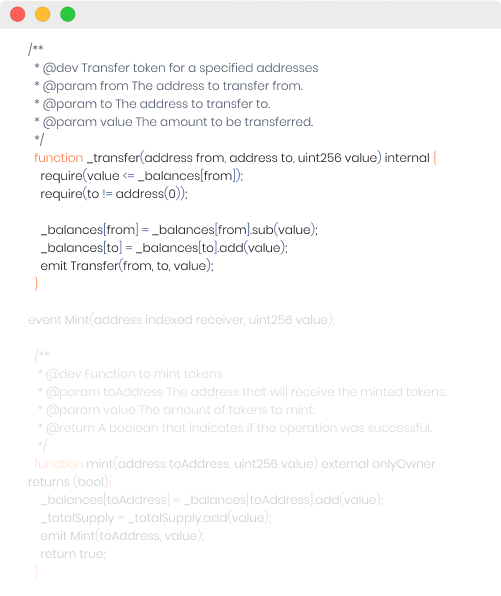 /**
* @dev Transfer token for a specified addresses
* @param from The address to transfer from.
* @param to The address to transfer to.
* @param value The amount to be transferred.
*/
function _transfer(address from, address to, uint256 value) internal {
require(value <= _balances[from]);
require(to != address(0));
_balances[from] = _balances[from].sub(value);
_balances[to] = _balances[to].add(value);
emit Transfer(from, to, value);
}
event Mint(address indexed receiver, uint256 value);
/**
* @dev Function to mint tokens
* @param toAddress The address that will receive the minted tokens.
* @param value The amount of tokens to mint.
* @return A boolean that indicates if the operation was successful.
*/
function mint(address toAddress, uint256 value) external onlyOwner
returns (bool){
_balances[toAddress] = _balances[toAddress].add(value);
_totalSupply = _totalSupply.add(value);
emit Mint(toAddress, value);
return true;
}